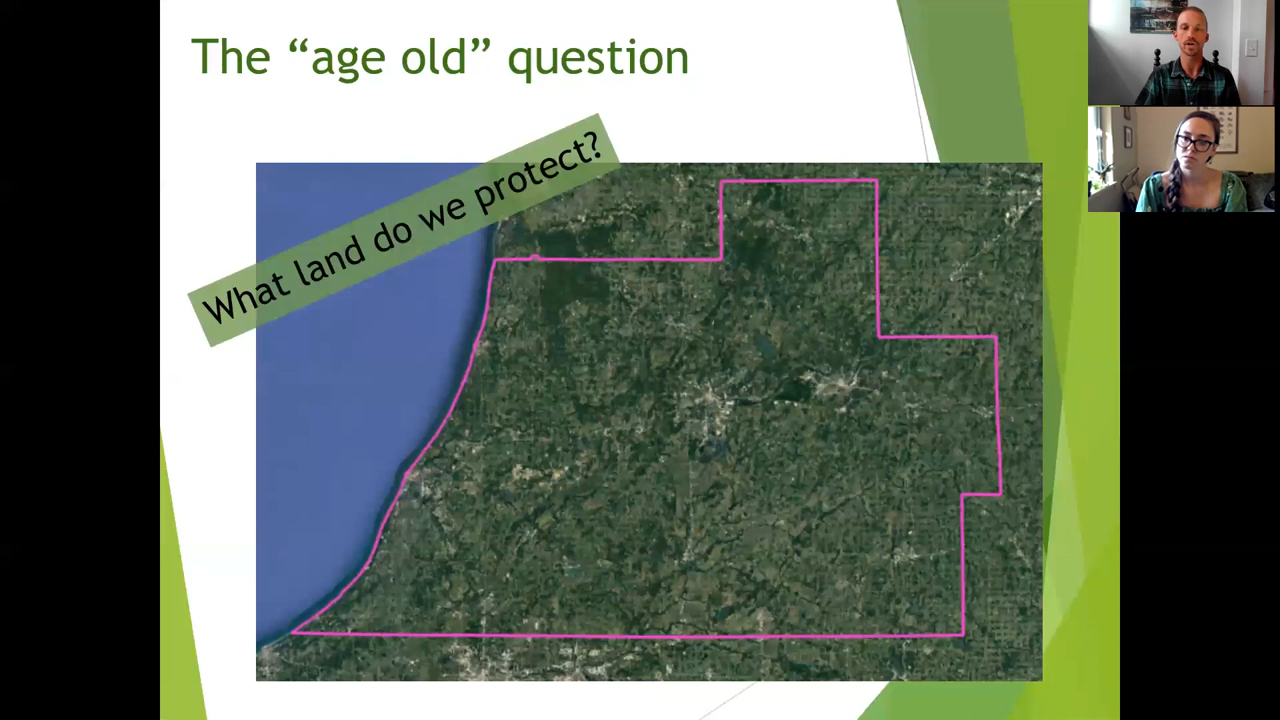 The “age old” question
What land do we protect?